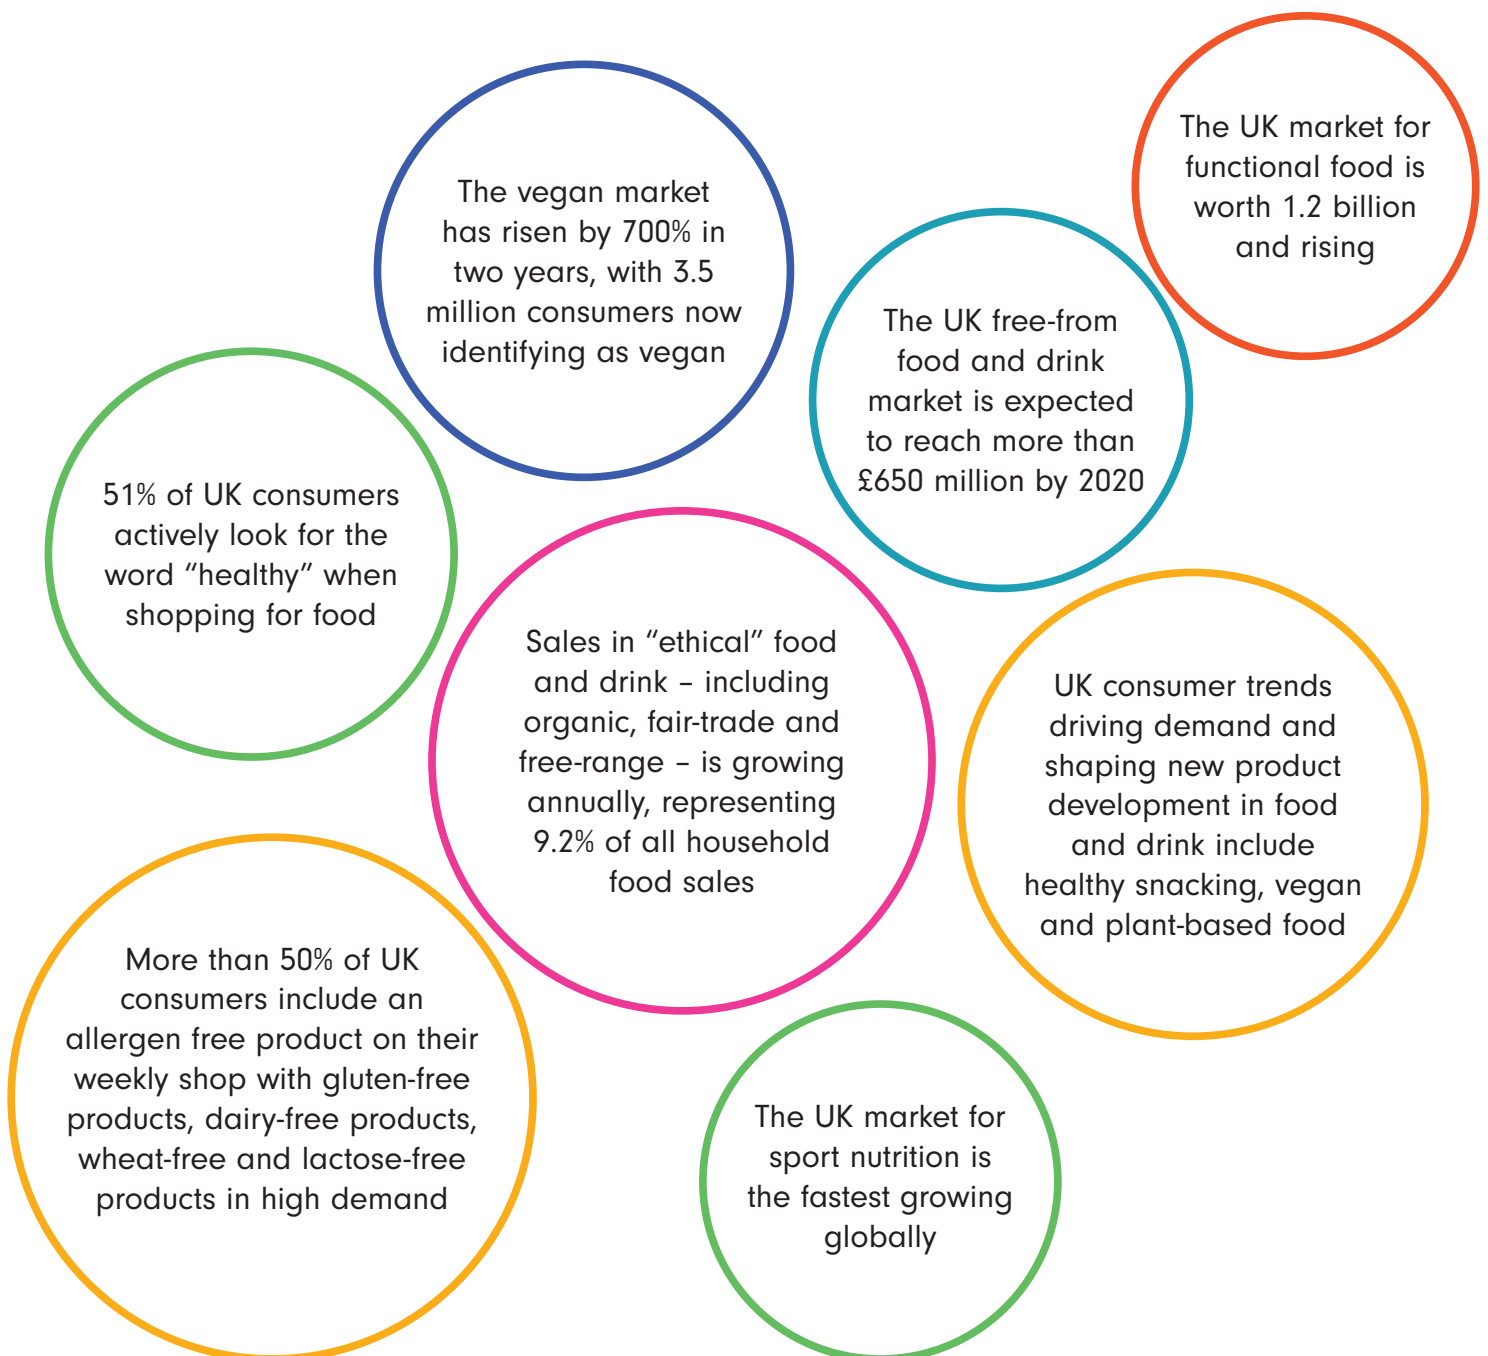 The UK market for
functional food is
worth 1.2 billion
and rising
The vegan market
has risen by 700% in
two years, with 3.5
million consumers now
identifying as vegan
The UK free-from
food and drink
market is expected
to reach more than
£650 million by 2020
51% of UK consumers
actively look for the
word “healthy” when
shopping for food
Sales in “ethical” food
and drink – including
organic, fair-trade and
free-range – is growing
annually, representing
9.2% of all household
food sales
UK consumer trends
driving demand and
shaping new product
development in food
and drink include
healthy snacking, vegan
and plant-based food
More than 50% of UK
consumers include an
allergen free product on their
weekly shop with gluten-free
products, dairy-free products,
wheat-free and lactose-free
products in high demand
The UK market for
sport nutrition is
the fastest growing
globally